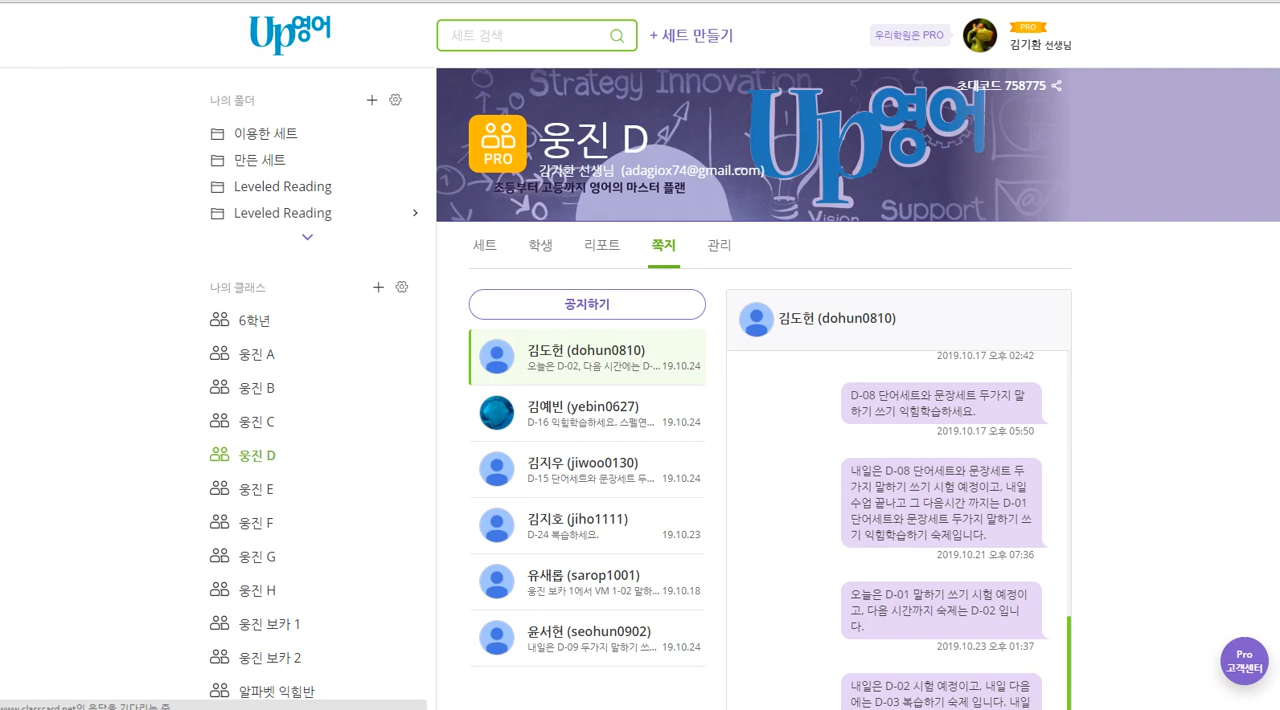 Up영어
세트 검색
+ 세트 만들기
우리학원은 PRO
PRO
김기환 선생님
나의 폴더
이용한 세트
만든 세트
Leveled Reading
Leveled Reading
나의 클래스
6학년
웅진 A
웅진 B
웅진 C
웅진 D
웅진 E
웅진 F
웅진 G
웅진 H
웅진 보카 1
웅진 보카 2
알파벳 익힘반
www.classcard.net의 응답을 기다리는 중...
Strategy Innovation
초대코드 758775
Up영어
PRO
웅진 D
김기환 선생님 (adagiox74@gmail.com)
초등부터 고등까지 영어의 마스터 플랜
Vision
Support
세트
학생
리포트
쪽지
관리
공지하기
김도헌 (dohun0810)
오늘은 D-02, 다음 시간에는 D-... 19.10.24
김예빈 (yebin0627)
D-16 익힘학습하세요. 스펠연... 19.10.24
김지우 (jiwoo0130)
D-15 단어세트와 문장세트 두... 19.10.24
김지호 (jiho1111)
D-24 복습하세요. 19.10.23
유새롭 (sarop1001)
웅진 보카 1에서 VM 1-02 말하... 19.10.18
윤서현 (seohun0902)
내일은 D-09 두가지 말하기 쓰... 19.10.24
김도헌 (dohun0810)
2019.10.17 오후 02:42
D-08 단어세트와 문장세트 두가지 말
하기 쓰기 익힘학습하세요.
2019.10.17 오후 05:50
내일은 D-08 단어세트와 문장세트 두
가지 말하기 쓰기 시험 예정이고, 내일
수업 끝나고 그 다음시간 까지는 D-01
단어세트와 문장세트 두가지 말하기 쓰
기 익힘학습하기 숙제입니다.
2019.10.21 오후 07:36
오늘은 D-01 말하기 쓰기 시험 예정이
고, 다음 시간까지 숙제는 D-02 입니
다.
2019.10.23 오후 01:37
내일은 D-02 시험 예정이고, 내일 다음
에는 D-03 복습하기 숙제 입니다. 내일
Pro
고객센터